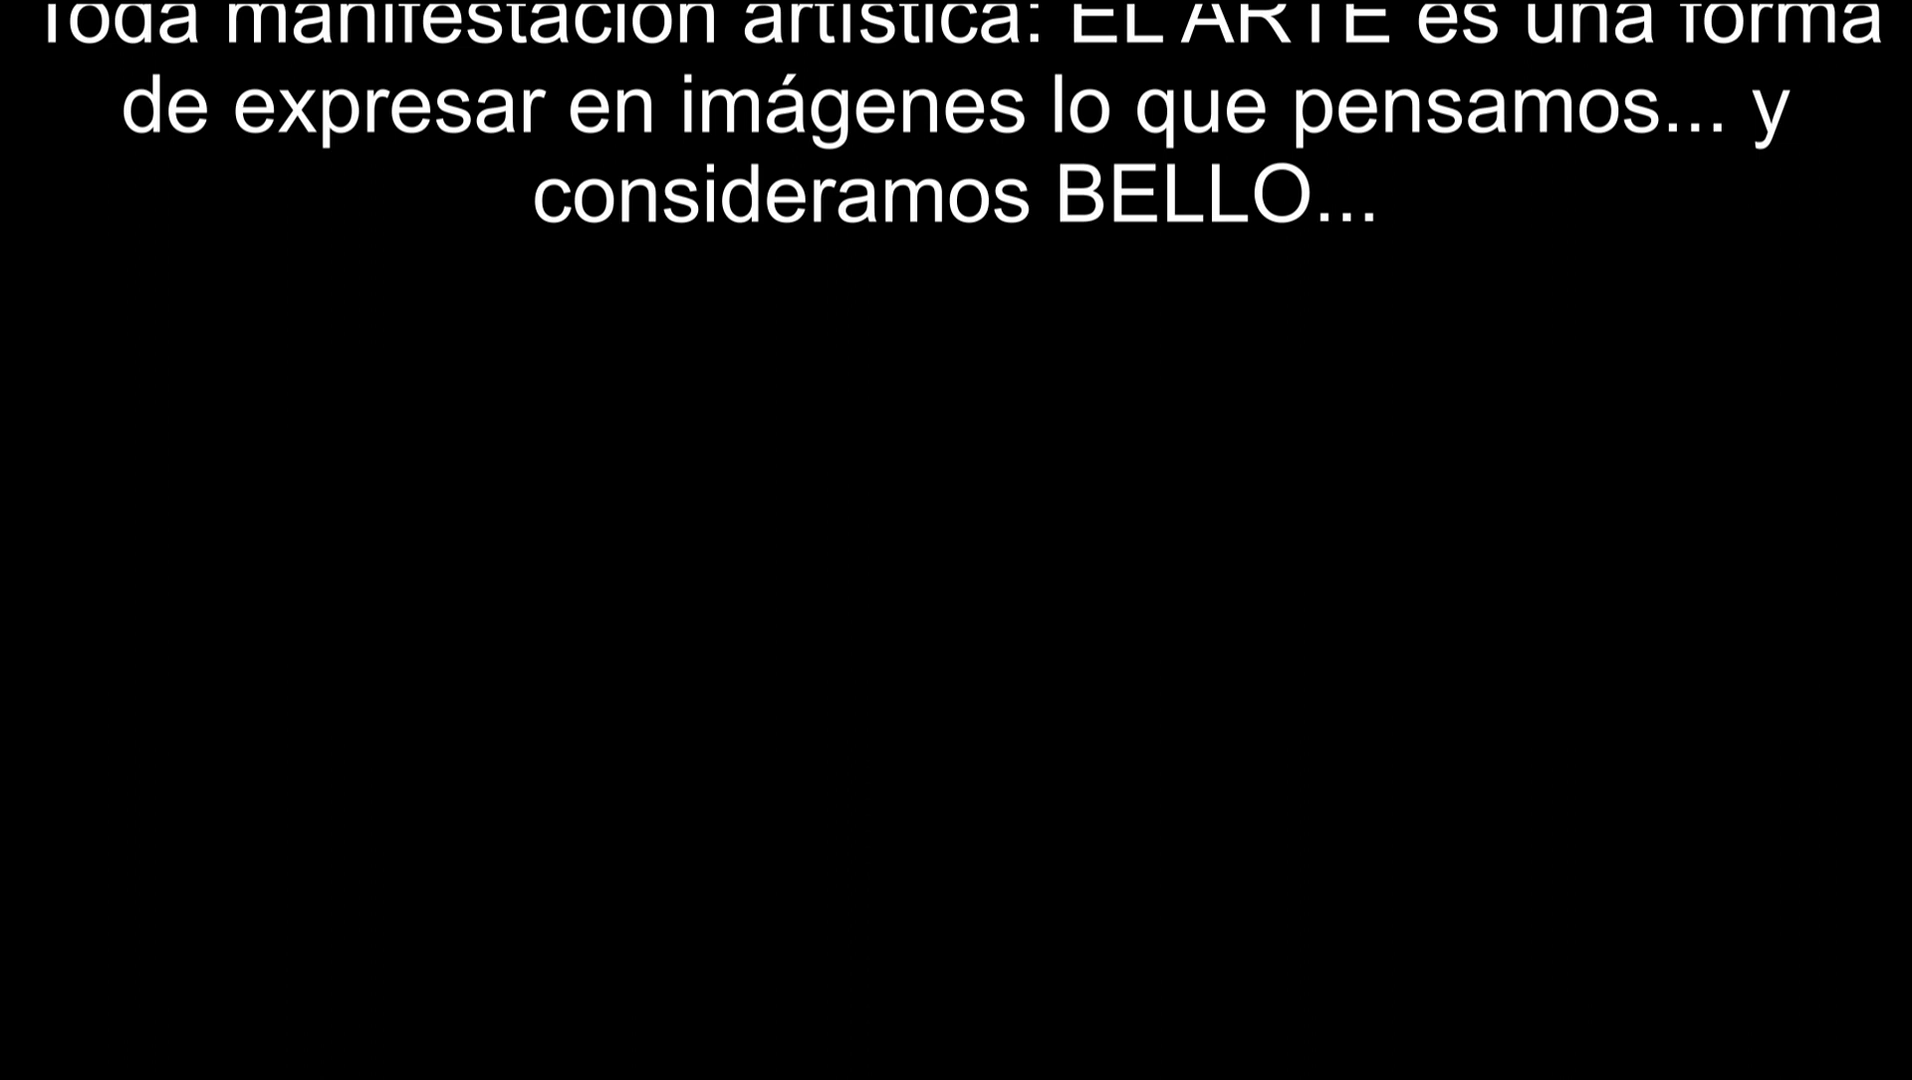 Toda manifestación artística: EL ARTE es una forma
de expresar en imágenes lo que pensamos... y
consideramos BELLO...